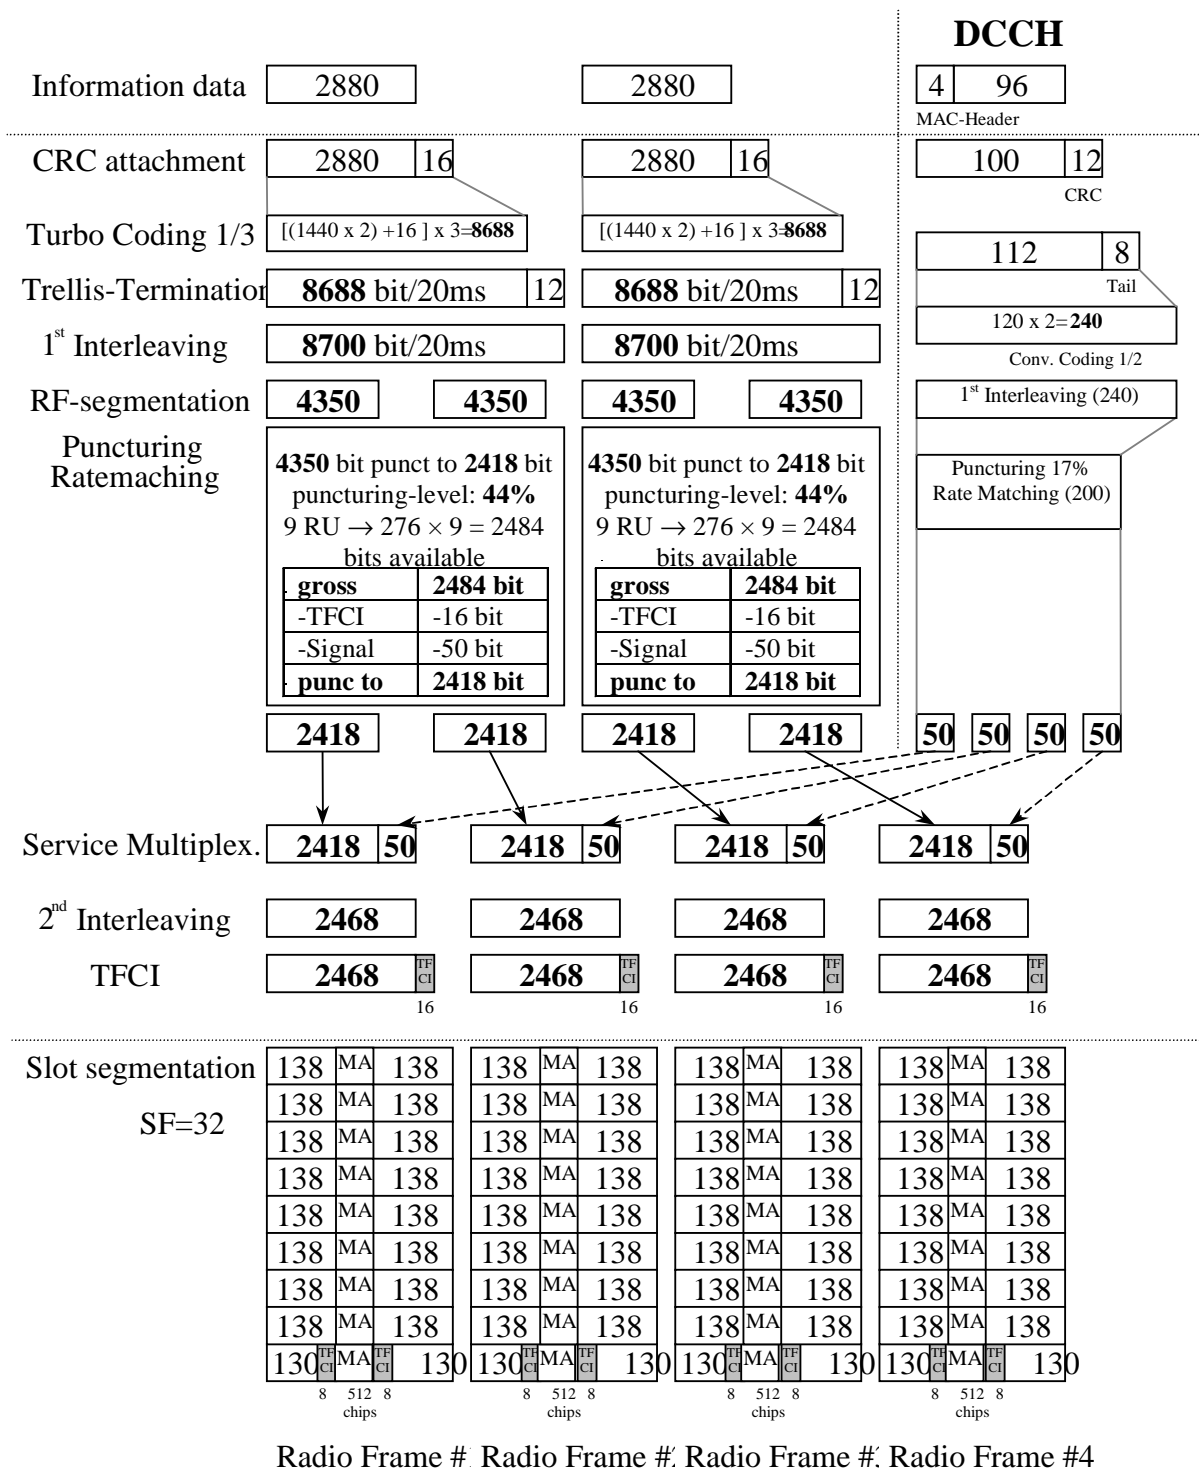 DCCH
Information data 2880 2880 4 96
MAC-Header
CRC attachment 2880 16 2880 16 100 12
CRC
Turbo Coding 1/3 [(1440 x 2) +16 ] x 3=8688 [(1440 x 2) +16 ] x 3=8688
112 8
Tail
Trellis-Termination 8688 bit/20ms 12 8688 bit/20ms 12
120 x 2=240
1st Interleaving 8700 bit/20ms 8700 bit/20ms
Conv. Coding 1/2
RF-segmentation 4350 4350 4350 4350 1st Interleaving (240)
Puncturing
Ratemaching
4350 bit punct to 2418 bit 4350 bit punct to 2418 bit Puncturing 17%
puncturing-level: 44% puncturing-level: 44% Rate Matching (200)
9 RU → 276 × 9 = 2484 9 RU → 276 × 9 = 2484
bits available bits available
gross 2484 bit gross 2484 bit
-TFCI -16 bit -TFCI -16 bit
-Signal -50 bit -Signal -50 bit
punc to 2418 bit punc to 2418 bit
2418 2418 2418 2418 50 50 50 50
Service Multiplex. 2418 50 2418 50 2418 50 2418 50
2nd Interleaving 2468 2468 2468 2468
TFCI 2468 TFCI 2468 TFCI 2468 TFCI 2468 TFCI
16 16 16 16
Slot segmentation 138 MA 138 138 MA 138 138 MA 138 138 MA 138
SF=32 138 MA 138 138 MA 138 138 MA 138 138 MA 138
138 MA 138 138 MA 138 138 MA 138 138 MA 138
138 MA 138 138 MA 138 138 MA 138 138 MA 138
138 MA 138 138 MA 138 138 MA 138 138 MA 138
138 MA 138 138 MA 138 138 MA 138 138 MA 138
138 MA 138 138 MA 138 138 MA 138 138 MA 138
138 MA 138 138 MA 138 138 MA 138 138 MA 138
130 TFCI MA TFCI 130 130 TFCI MA TFCI 130 130 TFCI MA TFCI 130 130 TFCI MA TFCI 130
8 512 8 8 512 8 8 512 8 8 512 8
chips chips chips chips
Radio Frame # Radio Frame # Radio Frame # Radio Frame #4